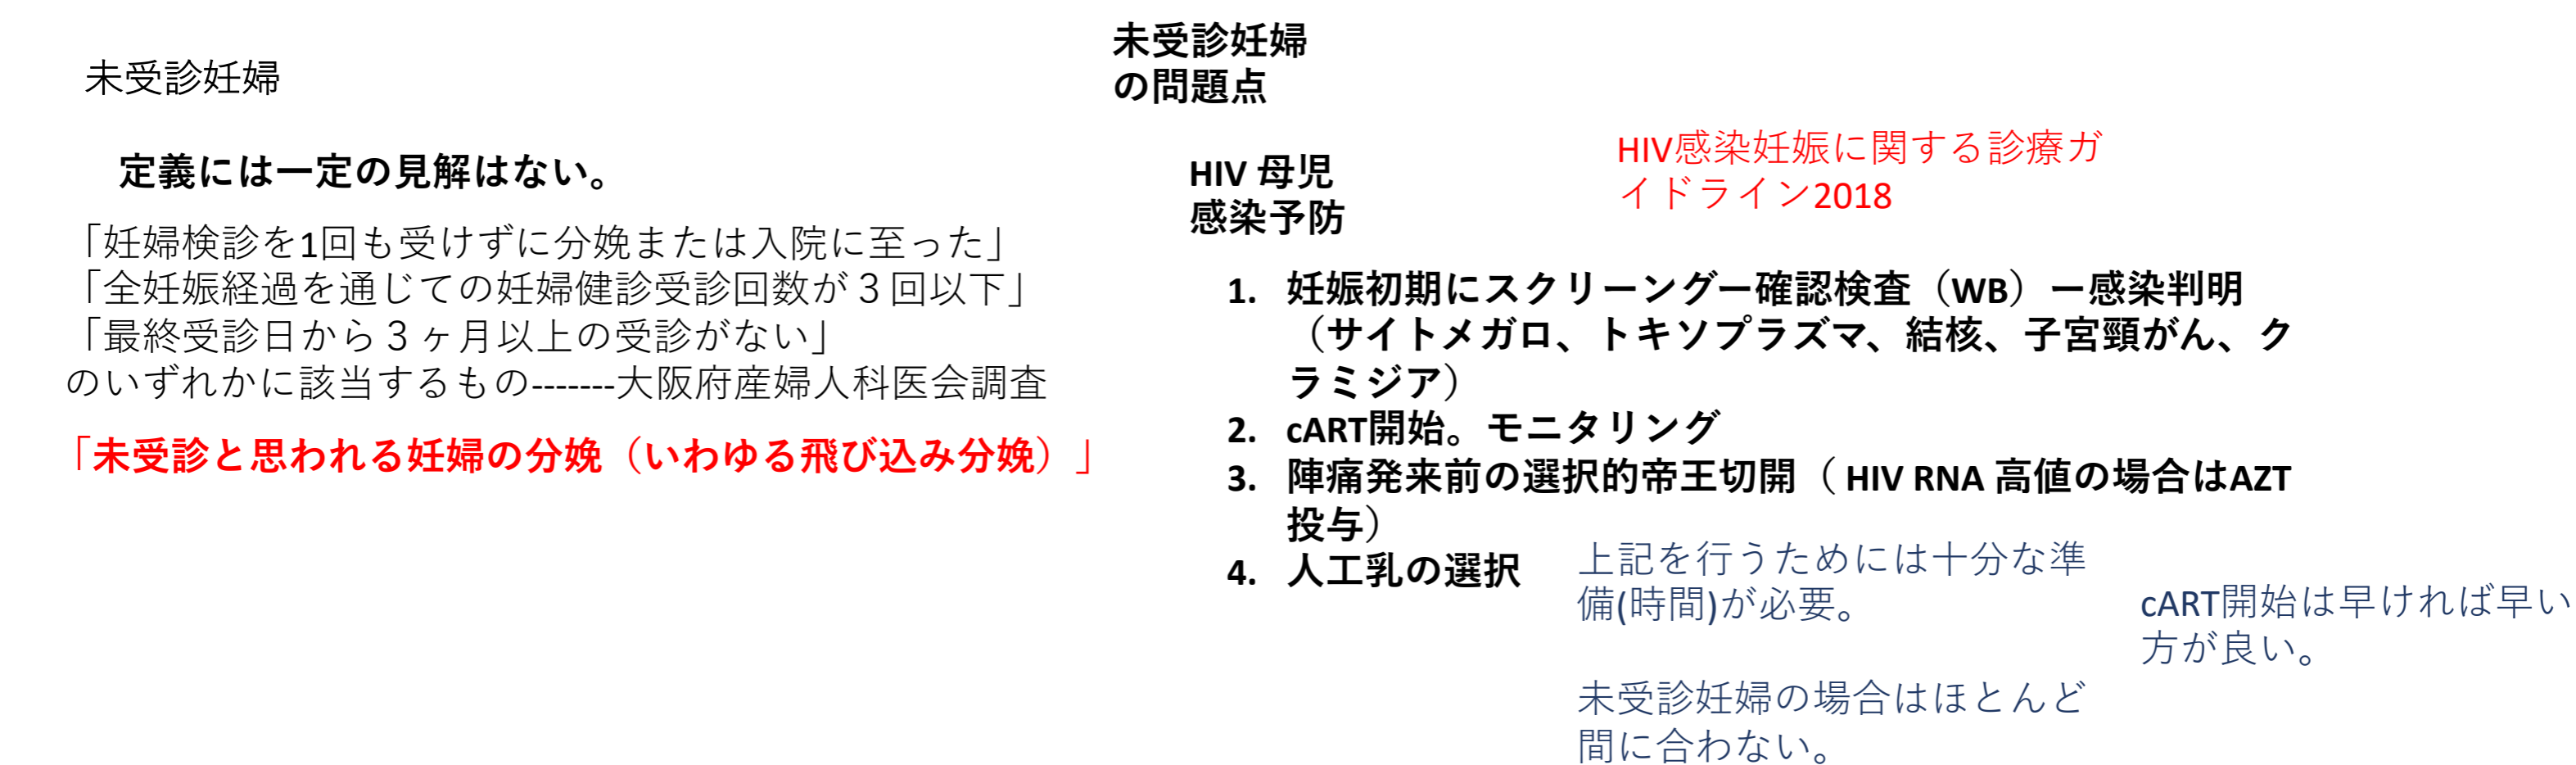 未受診妊婦
定義には一定の見解はない。
「妊婦検診を1回も受けずに分娩または入院に至った」
「全妊娠経過を通じての妊婦健診受診回数が３回以下」
「最終受診日から３ヶ月以上の受診がない」
のいずれかに該当するもの-------大阪府産婦人科医会調査
「未受診と思われる妊婦の分娩（いわゆる飛び込み分娩）」
未受診妊婦
の問題点
HIV 母児
感染予防
HIV感染妊娠に関する診療ガ
イドライン2018
1. 妊娠初期にスクリーングー確認検査（WB）ー感染判明
（サイトメガロ、トキソプラズマ、結核、子宮頸がん、ク
ラミジア）
2. cART開始。モニタリング
3. 陣痛発来前の選択的帝王切開（ HIV RNA 高値の場合はAZT
投与）
4. 人工乳の選択
上記を行うためには十分な準
備(時間)が必要。
未受診妊婦の場合はほとんど
間に合わない。
cART開始は早ければ早い
方が良い。